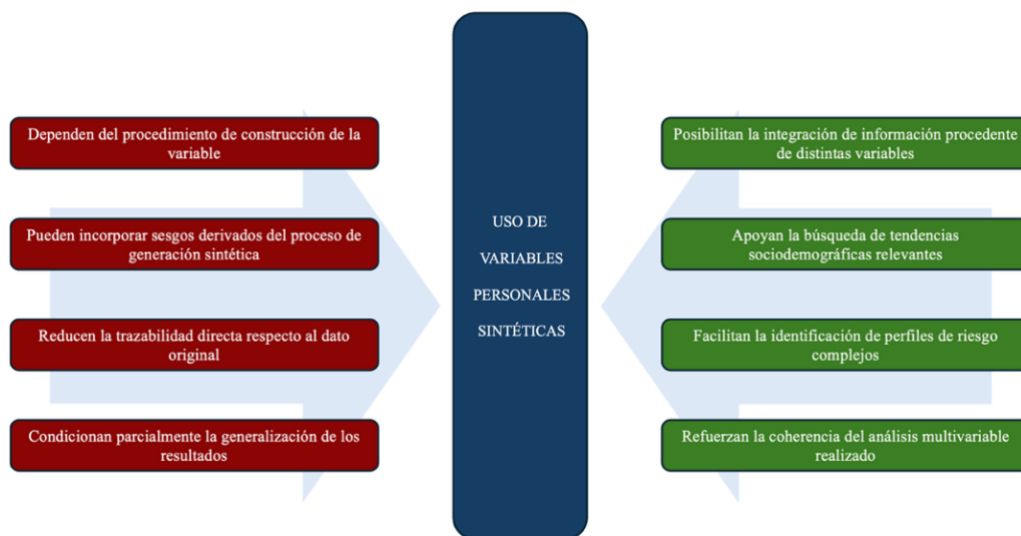 Dependen del procedimiento de construcción de la
variable
Pueden incorporar sesgos derivados del proceso de
generación sintética
Reducen la trazabilidad directa respecto al dato
original
Condicionan parcialmente la generalización de los
resultados
USO DE
VARIABLES
PERSONALES
SINTÉTICAS
Posibilitan la integración de información procedente
de distintas variables
Apoyan la búsqueda de tendencias
sociodemográficas relevantes
Facilitan la identificación de perfiles de riesgo
complejos
Refuerzan la coherencia del análisis multivariable
realizado